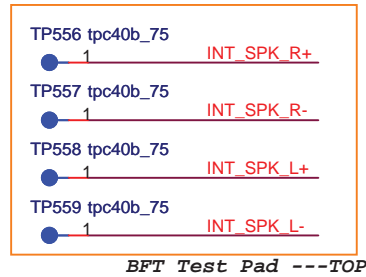 TP556 tpc40b_75
1 INT_SPK_R+
TP557 tpc40b_75
1 INT_SPK_R-
TP558 tpc40b_75
1 INT_SPK_L+
TP559 tpc40b_75
1 INT_SPK_L-
BFT Test Pad ---TOP